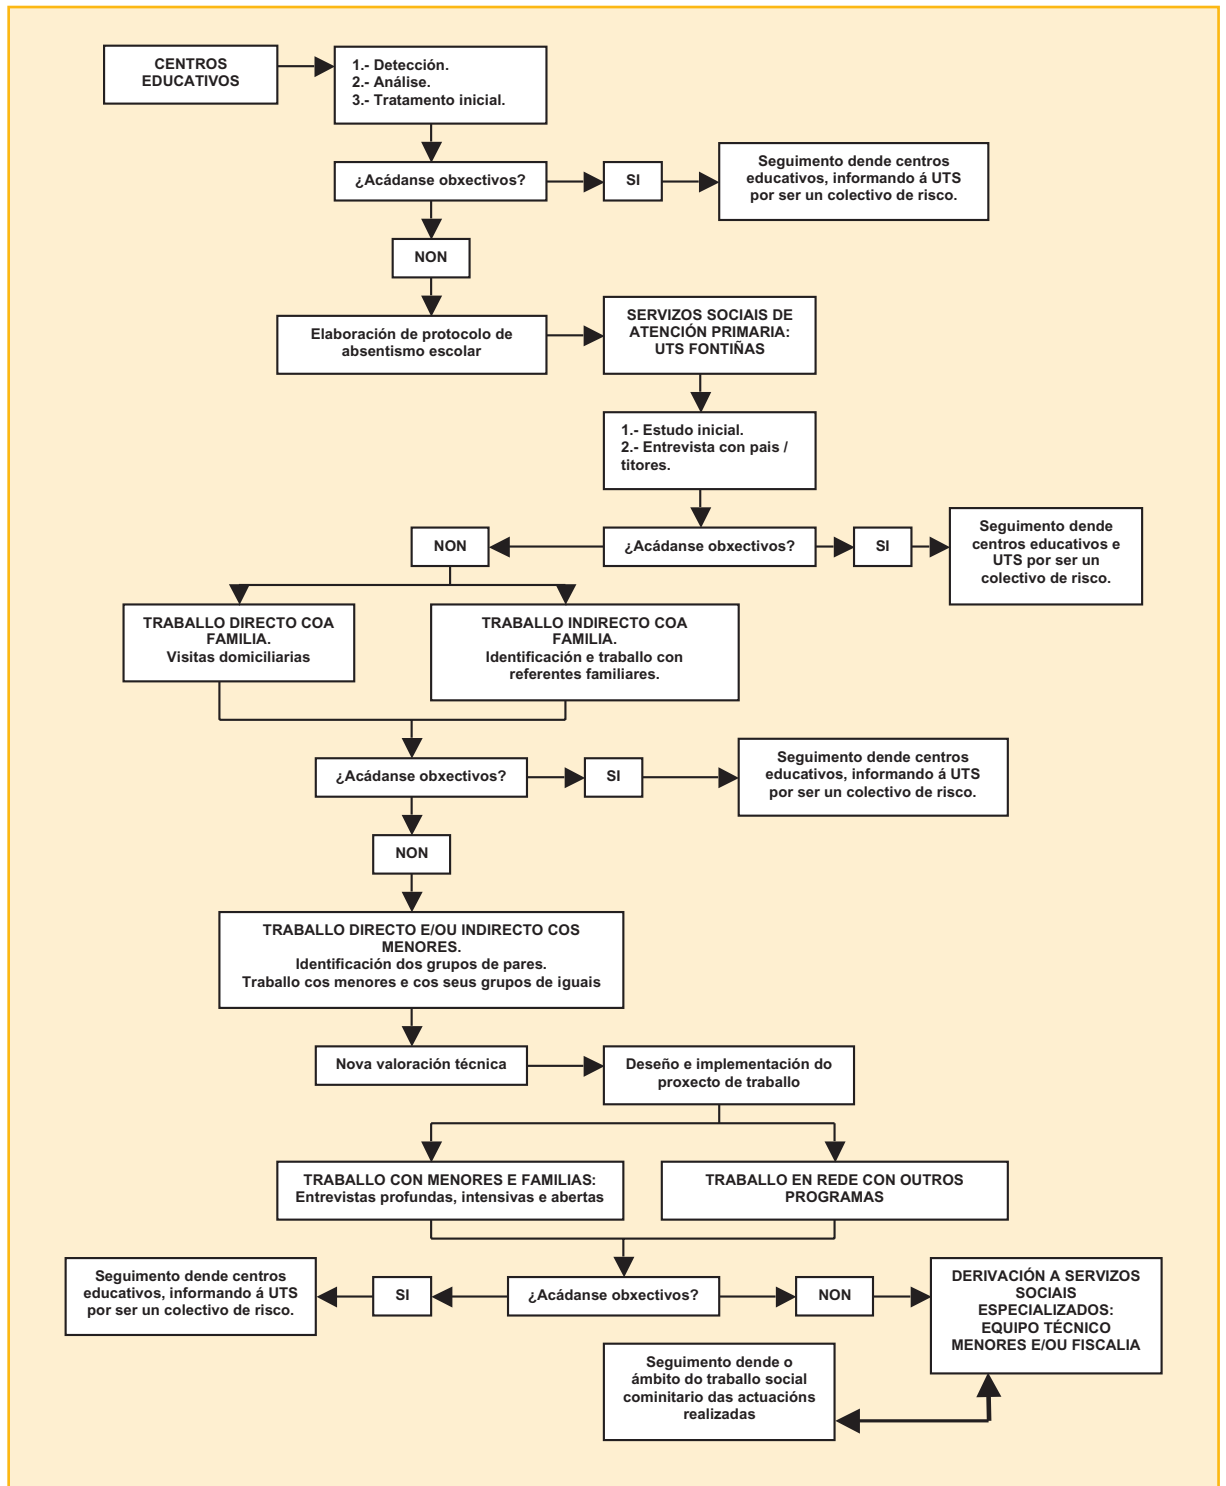 CENTROS
EDUCATIVOS
1.- Detección.
2.- Análise.
3.- Tratamento inicial.
¿Acádanse obxectivos?
SI
Seguimento dende centros
educativos, informando á UTS
por ser un colectivo de risco.
NON
Elaboración de protocolo de
absentismo escolar
SERVIZOS SOCIAIS DE
ATENCIÓN PRIMARIA:
UTS FONTIÑAS
1.- Estudo inicial.
2.- Entrevista con pais /
titores.
NON
¿Acádanse obxectivos?
SI
Seguimento dende
centros educativos e
UTS por ser un
colectivo de risco.
TRABALLO DIRECTO COA
FAMILIA.
Visitas domiciliarias
TRABALLO INDIRECTO COA
FAMILIA.
Identificación e traballo con
referentes familiares.
¿Acádanse obxectivos?
SI
Seguimento dende centros
educativos, informando á UTS
por ser un colectivo de risco.
NON
TRABALLO DIRECTO E/OU INDIRECTO COS
MENORES.
Identificación dos grupos de pares.
Traballo cos menores e cos seus grupos de iguais
Nova valoración técnica
Deseño e implementación do
proxecto de traballo
TRABALLO CON MENORES E FAMILIAS:
Entrevistas profundas, intensivas e abertas
TRABALLO EN REDE CON OUTROS
PROGRAMAS
Seguimento dende centros
educativos, informando á UTS
por ser un colectivo de risco.
SI
¿Acádanse obxectivos?
NON
DERIVACIÓN A SERVIZOS
SOCIAIS
ESPECIALIZADOS:
EQUIPO TÉCNICO
MENORES E/OU FISCALIA
Seguimento dende o
ámbito do traballo social
cominitario das actuacións
realizadas